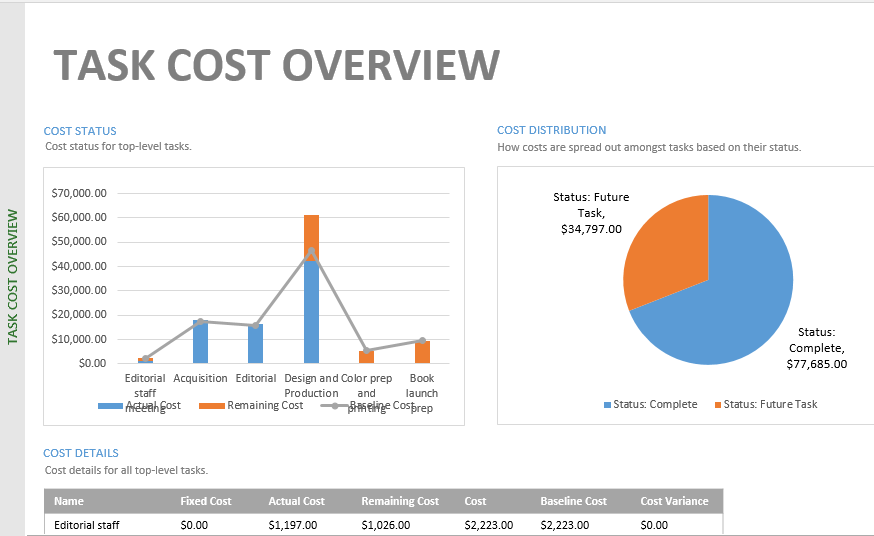 TASK COST OVERVIEW
TASK COST OVERVIEW
COST STATUS
Cost status for top-level tasks.
$70,000.00
$60,000.00
$50,000.00
$40,000.00
$30,000.00
$20,000.00
$10,000.00
$0.00
Editorial staff meeting
Acquisition
Editorial
Design and Production
Color prep and printing
Book launch prep
Actual Cost
Remaining Cost
Baseline Cost
COST DISTRIBUTION
How costs are spread out amongst tasks based on their status.
Status: Future
Task,
$34,797.00
Status:
Complete,
$77,685.00
Status: Complete
Status: Future Task
COST DETAILS
Cost details for all top-level tasks.
Name Fixed Cost Actual Cost Remaining Cost Cost Baseline Cost Cost Variance
Editorial staff $0.00 $1,197.00 $1,026.00 $2,223.00 $2,223.00 $0.00